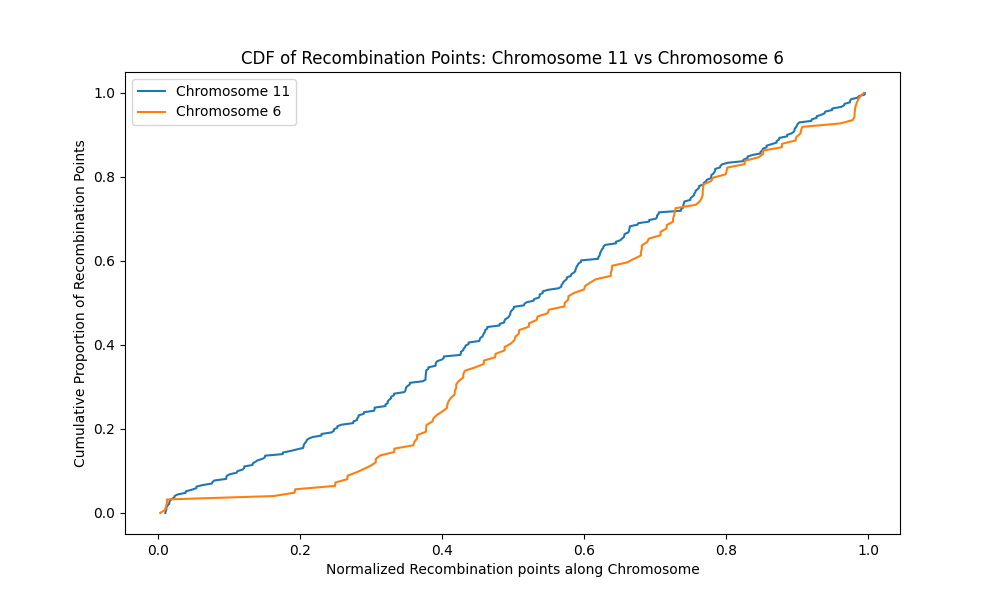 CDF of Recombination Points: Chromosome 11 vs Chromosome 6
Chromosome 11
Chromosome 6
Cumulative Proportion of Recombination Points
1.0
0.8
0.6
0.4
0.2
0.0
0.0 0.2 0.4 0.6 0.8 1.0
Normalized Recombination points along Chromosome